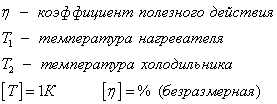 η – коэффициент полезного действия
T₁ – температура нагревателя
T₂ – температура холодильника
[T] = 1K [η] = % (безразмерная)